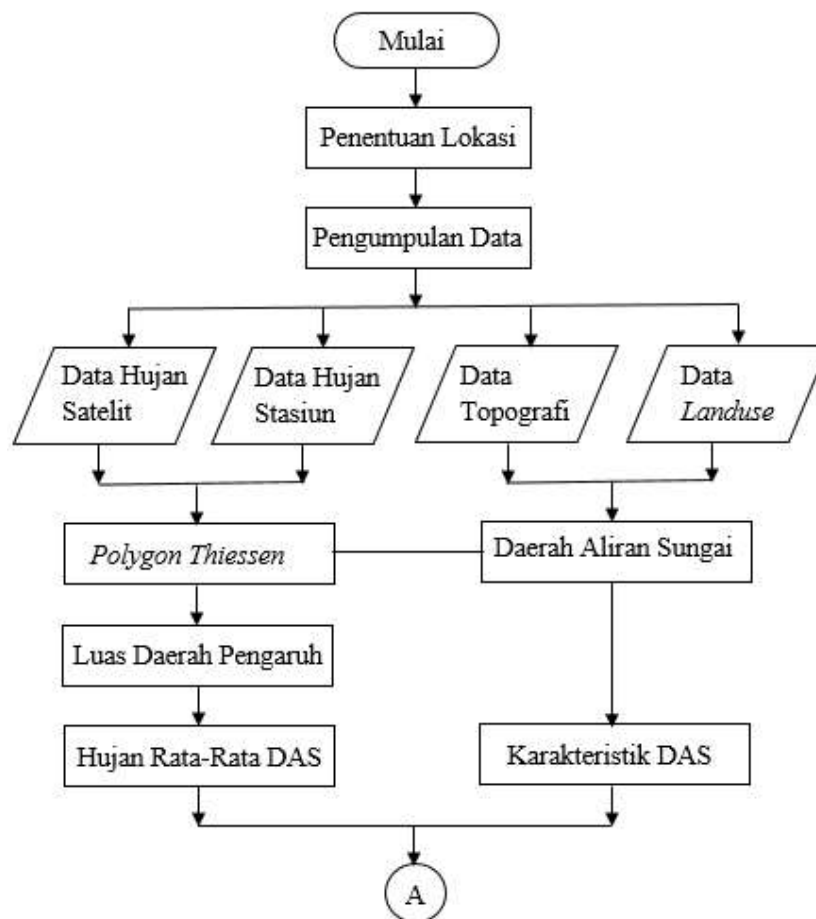 Mulai
Penentuan Lokasi
Pengumpulan Data
Data Hujan
Satelit
Data Hujan
Stasiun
Data
Topografi
Data
Landuse
Polygon Thiessen
Daerah Aliran Sungai
Luas Daerah Pengaruh
Hujan Rata-Rata DAS
Karakteristik DAS
A